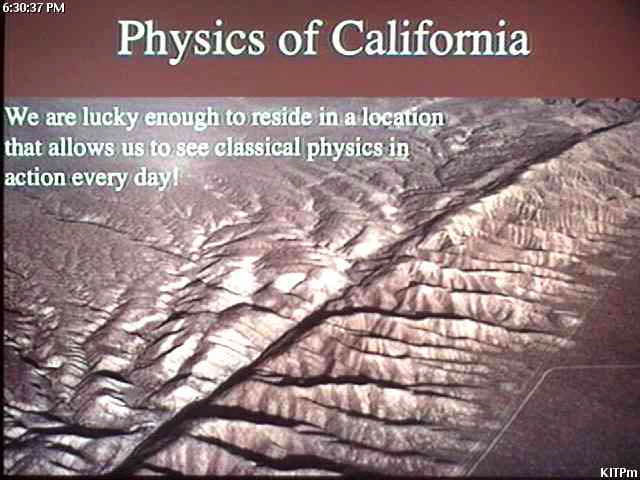 6:30:37 PM
Physics of California
We are lucky enough to reside in a location
that allows us to see classical physics in
action every day!
KITPm